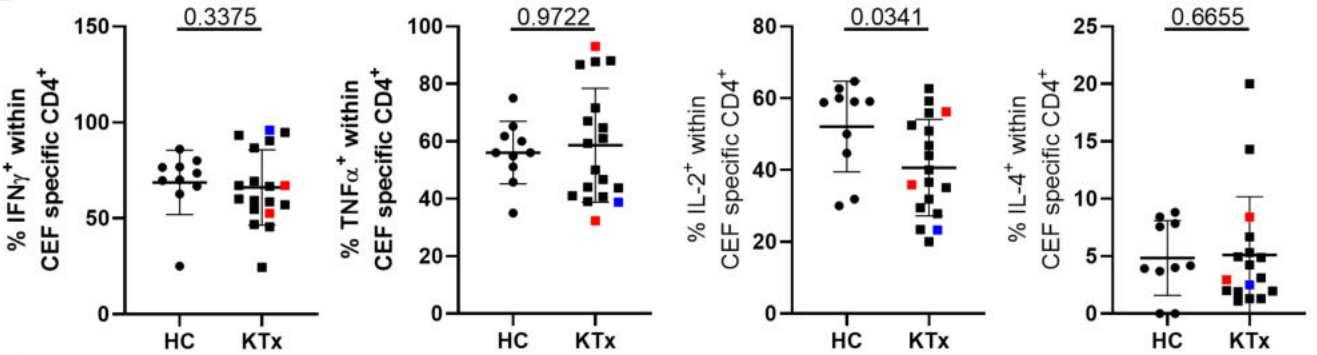 0.3375
% IFNγ⁺ within
CEF specific CD4⁺
150
100
50
0
HC KTx
0.9722
% TNFα⁺ within
CEF specific CD4⁺
100
80
60
40
20
0
HC KTx
0.0341
% IL-2⁺ within
CEF specific CD4⁺
80
60
40
20
0
HC KTx
0.6655
% IL-4⁺ within
CEF specific CD4⁺
25
20
15
10
5
0
HC KTx